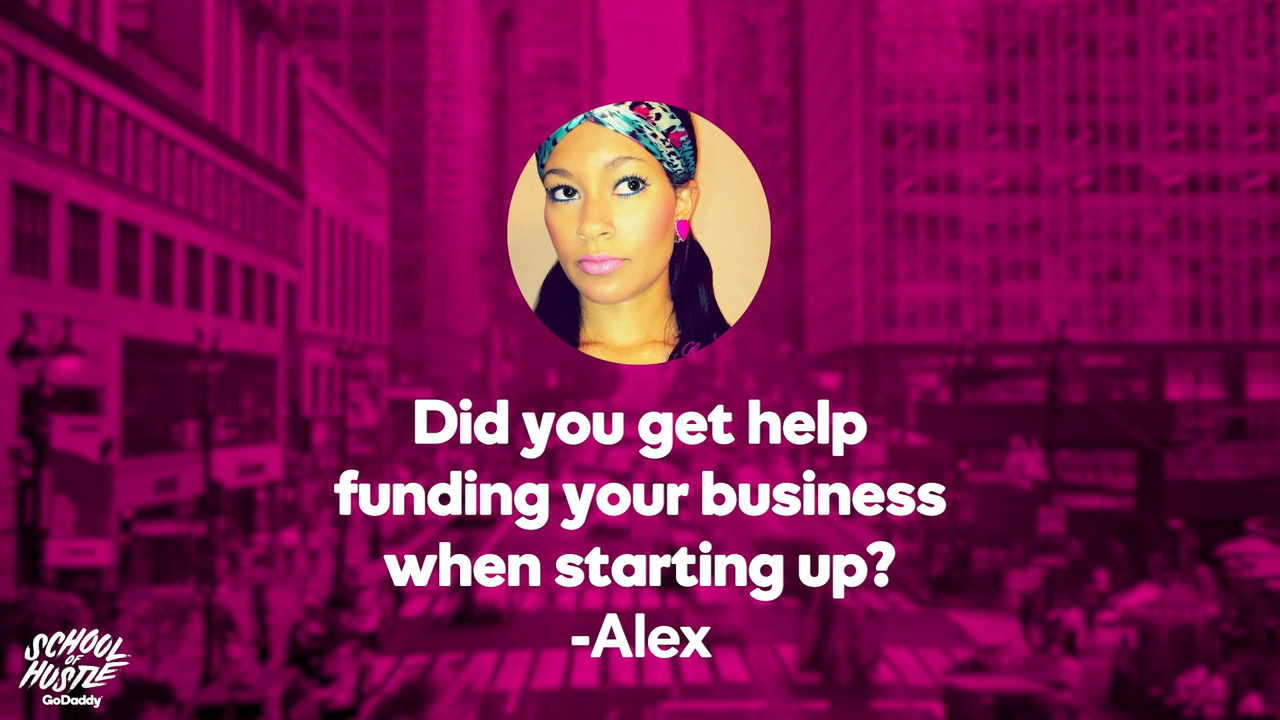 Did you get help
funding your business
when starting up?
-Alex
SCHOOL
OF
HUSTLE
GoDaddy